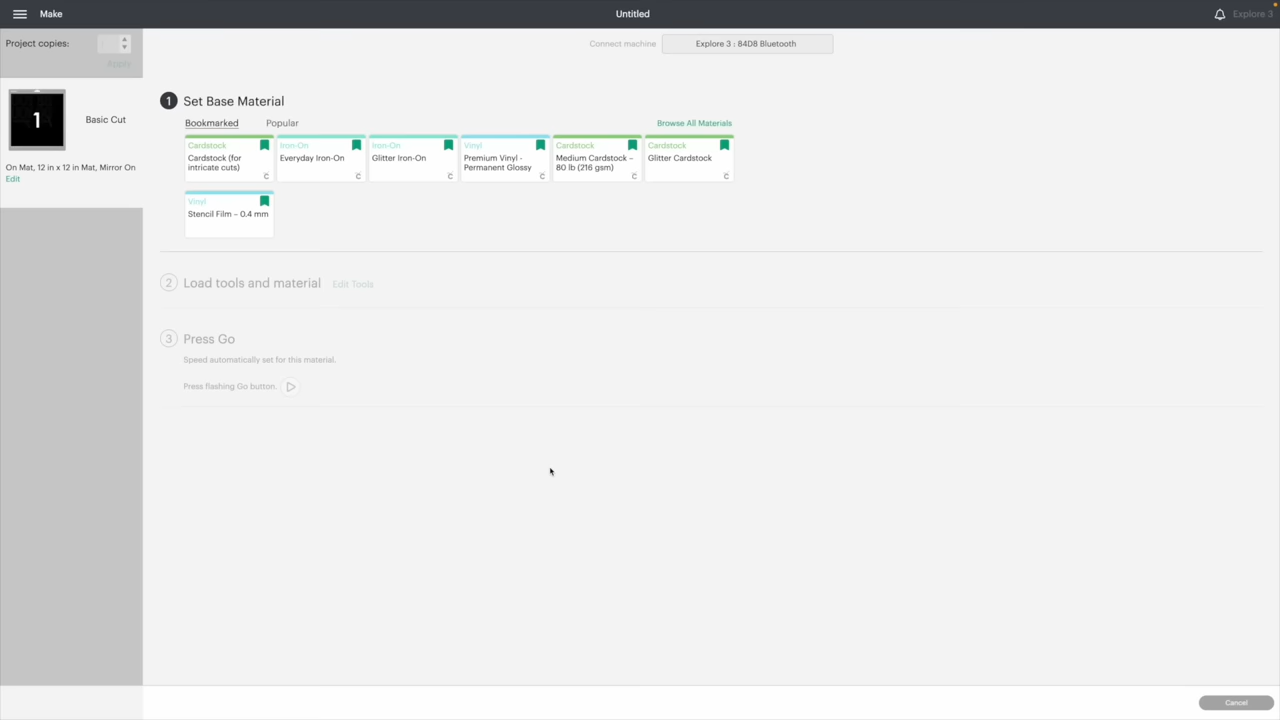 Make
Untitled
Explore 3
Project copies:
Apply
Connect machine
Explore 3 : 84D8 Bluetooth
1
Basic Cut
On Mat, 12 in x 12 in Mat, Mirror On
Edit
1 Set Base Material
Bookmarked
Popular
Browse All Materials
Cardstock
Cardstock (for
intricate cuts)
Iron-On
Everyday Iron-On
Iron-On
Glitter Iron-On
Vinyl
Premium Vinyl -
Permanent Glossy
Cardstock
Medium Cardstock –
80 lb (216 gsm)
Cardstock
Glitter Cardstock
Vinyl
Stencil Film – 0.4 mm
2 Load tools and material Edit Tools
3 Press Go
Speed automatically set for this material.
Press flashing Go button.
Cancel